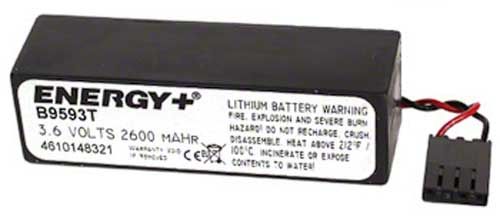 ENERGY+®
B9593T
3.6 VOLTS 2600 MAHR
4610148321
WARRANTY VOID
IF REMOVED
LITHIUM BATTERY WARNING
FIRE, EXPLOSION AND SEVERE BURN
HAZARD! DO NOT RECHARGE, CRUSH,
DISASSEMBLE. HEAT ABOVE 212°F /
100°C INCINERATE OR EXPOSE
CONTENTS TO WATER!